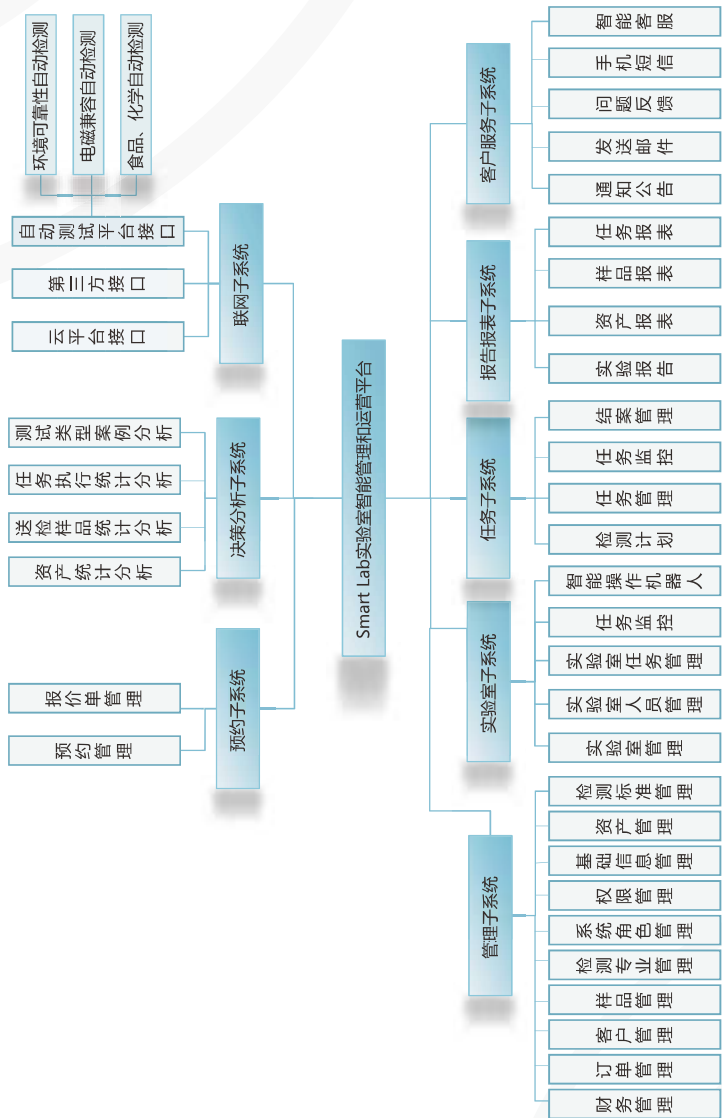 环境可靠性自动检测
电磁兼容自动检测
食品、化学自动检测
自动测试平台接口
第三方接口
云平台接口
联网子系统
测试类型案例分析
任务执行统计分析
送检样品统计分析
资产统计分析
决策分析子系统
报价单管理
预约管理
预约子系统
Smart Lab实验室智能管理和运营平台
客户服务子系统
智能客服
手机短信
问题反馈
发送邮件
通知公告
报告报表子系统
任务报表
样品报表
资产报表
实验报告
任务子系统
结案管理
任务监控
任务管理
检测计划
实验室子系统
智能操作机器人
任务监控
实验室任务管理
实验室人员管理
实验室管理
管理子系统
检测标准管理
资产管理
基础信息管理
权限管理
系统角色管理
检测专业管理
样品管理
客户管理
订单管理
财务管理